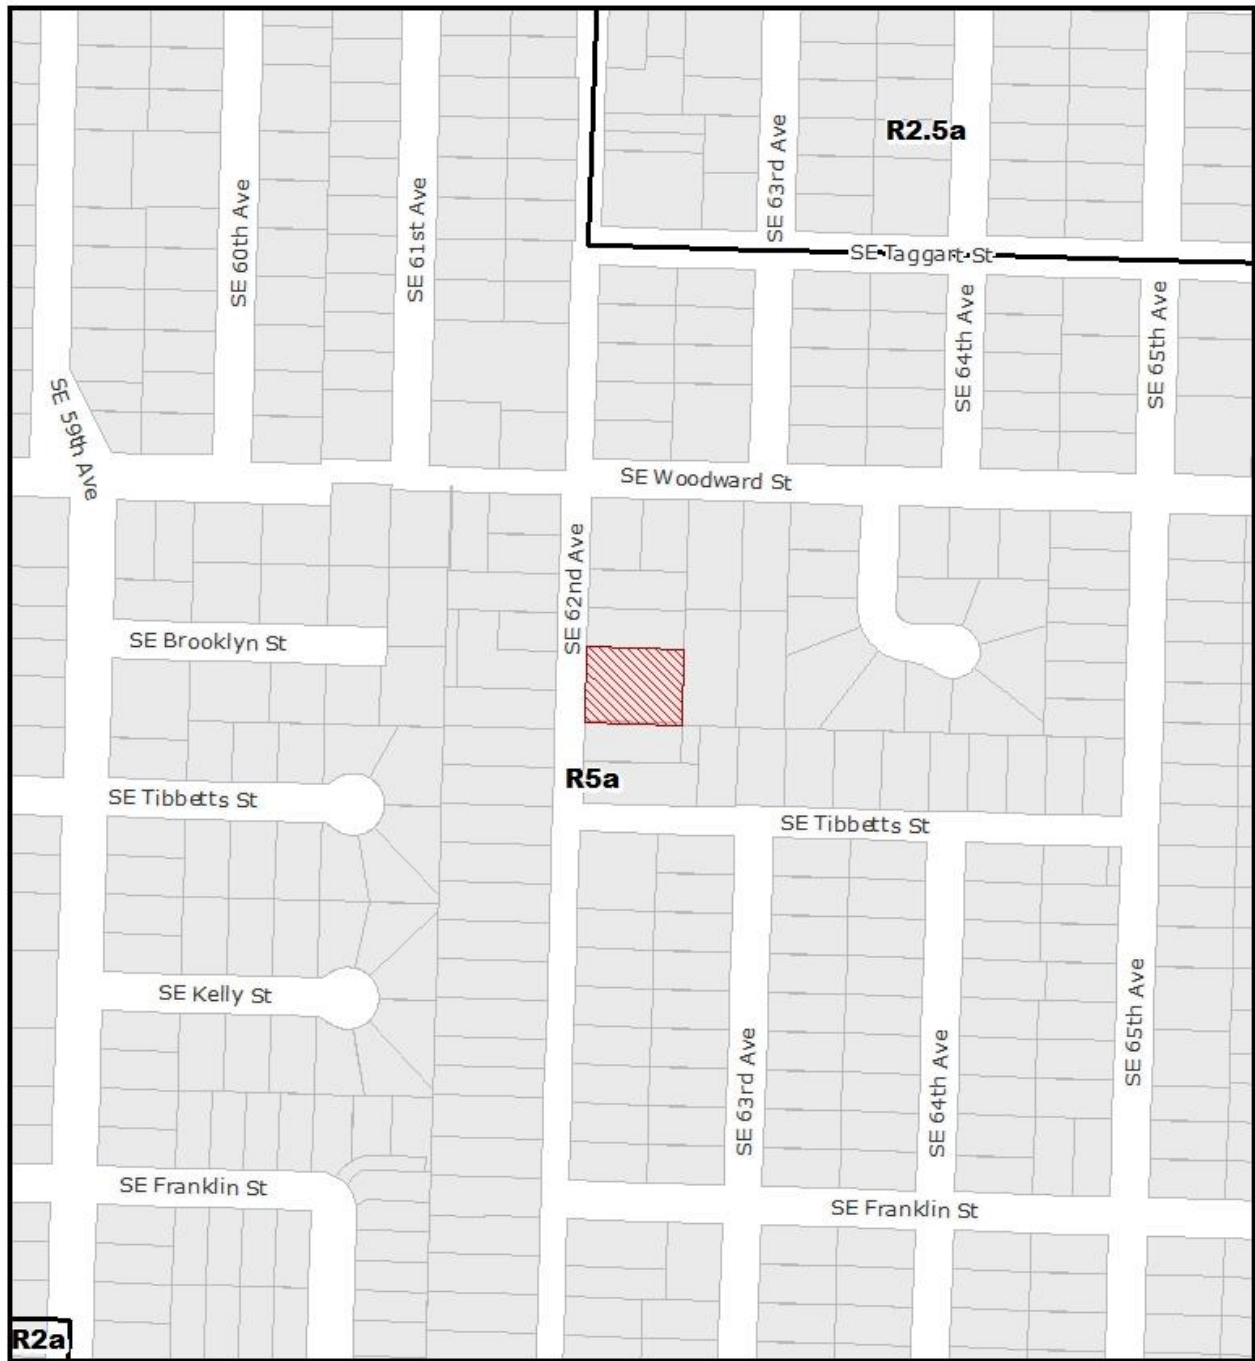 R2.5a
SE 63rd Ave
SE 60th Ave
SE 61st Ave
SE Taggart St
SE 64th Ave
SE 65th Ave
SE 59th Ave
SE Woodward St
SE 62nd Ave
SE Brooklyn St
R5a
SE Tibbetts St
SE Tibbetts St
SE Kelly St
SE 65th Ave
SE 63rd Ave
SE 64th Ave
SE Franklin St
SE Franklin St
R2a